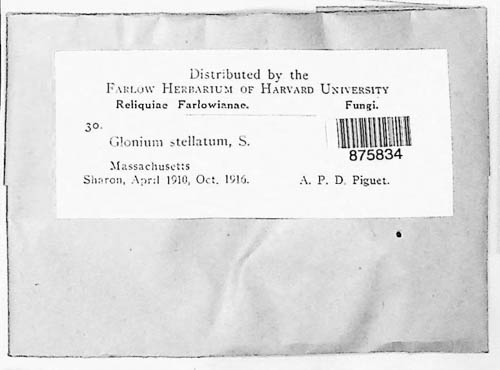 Distributed by the
FARLOW HERBARIUM OF HARVARD UNIVERSITY
Reliquiae Farlowianae. Fungi.
30.
Glonium stellatum, S.
875834
Massachusetts
Sharon, April 1910, Oct. 1916. A. P. D. Piguet.